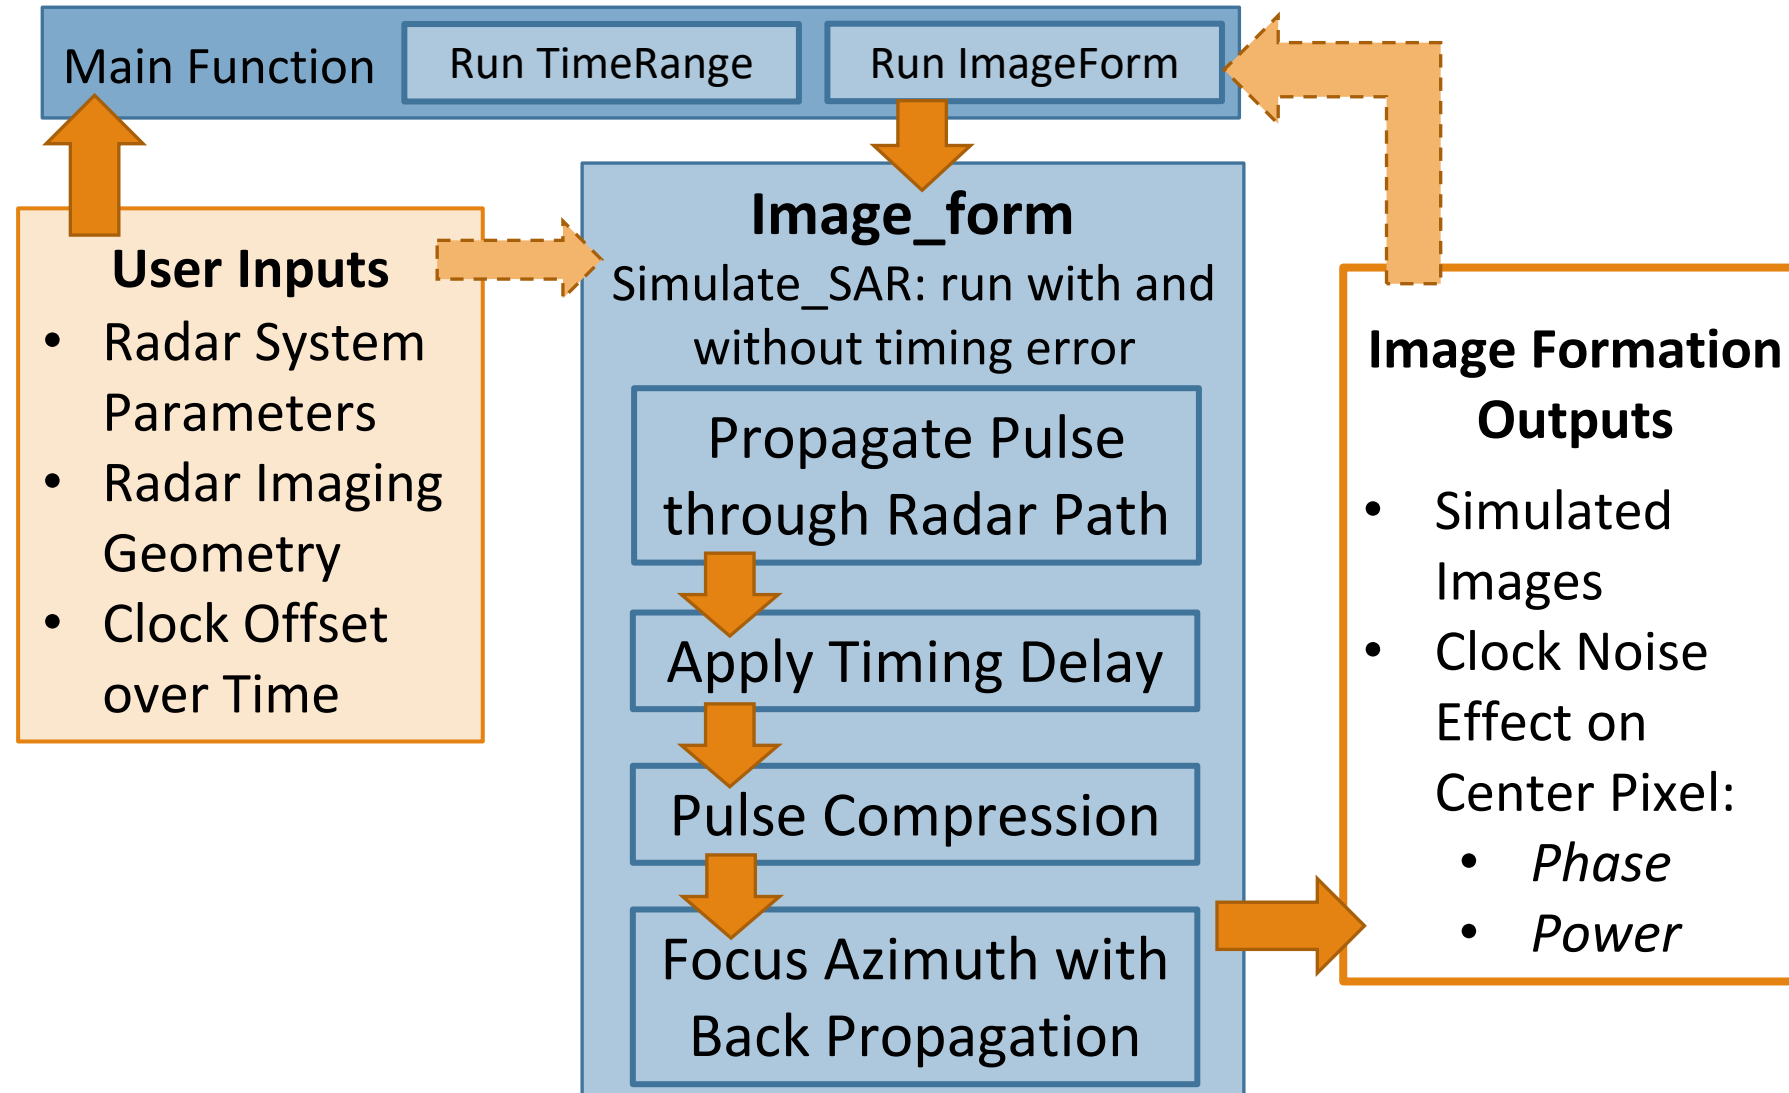 Main Function
Run TimeRange
Run ImageForm
User Inputs
• Radar System
Parameters
• Radar Imaging
Geometry
• Clock Offset
over Time
Image_form
Simulate_SAR: run with and
without timing error
Propagate Pulse
through Radar Path
Apply Timing Delay
Pulse Compression
Focus Azimuth with
Back Propagation
Image Formation
Outputs
• Simulated
Images
• Clock Noise
Effect on
Center Pixel:
• Phase
• Power